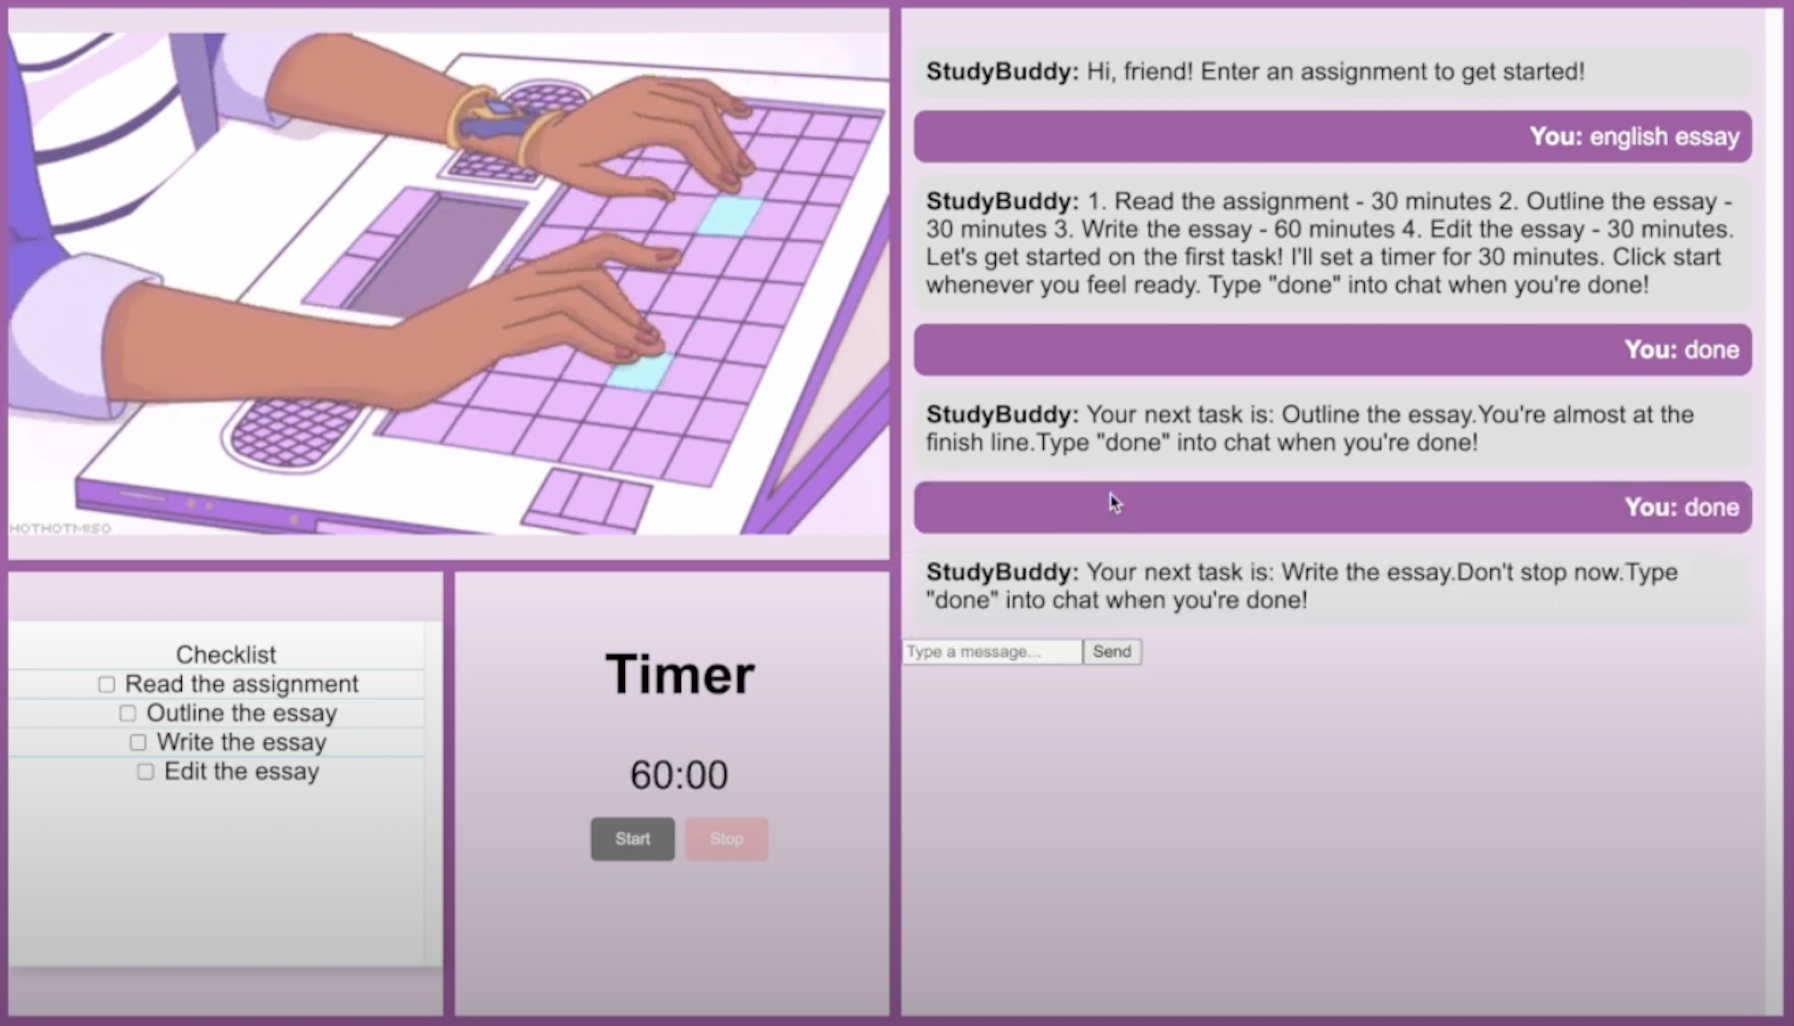 HOTHOTMISO
Checklist
Read the assignment
Outline the essay
Write the essay
Edit the essay
Timer
60:00
Start
Stop
StudyBuddy: Hi, friend! Enter an assignment to get started!
You: english essay
StudyBuddy: 1. Read the assignment - 30 minutes 2. Outline the essay -
30 minutes 3. Write the essay - 60 minutes 4. Edit the essay - 30 minutes.
Let's get started on the first task! I'll set a timer for 30 minutes. Click start
whenever you feel ready. Type "done" into chat when you're done!
You: done
StudyBuddy: Your next task is: Outline the essay.You're almost at the
finish line.Type "done" into chat when you're done!
You: done
StudyBuddy: Your next task is: Write the essay.Don't stop now.Type
"done" into chat when you're done!
Type a message...
Send